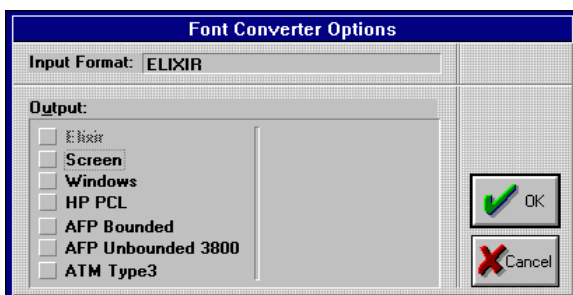 Font Converter Options
Input Format: ELIXIR
Output:
Elixir
Screen
Windows
HP PCL
AFP Bounded
AFP Unbounded 3800
ATM Type3
OK
Cancel